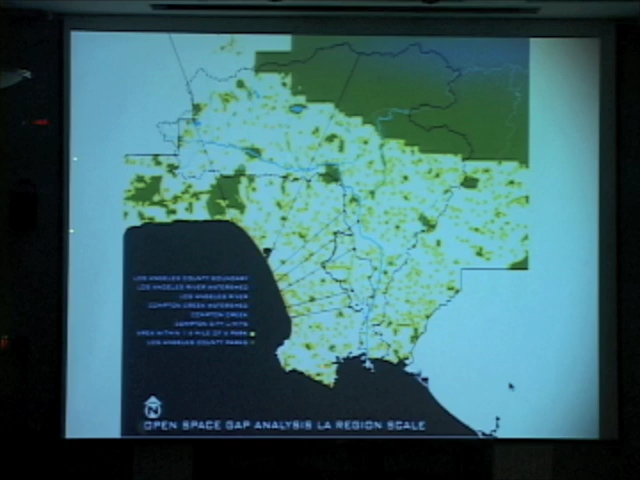 LOS ANGELES COUNTY BOUNDARY
LOS ANGELES RIVER WATERSHED
LOS ANGELES RIVER
COMPTON CREEK WATERSHED
COMPTON CREEK
COMPTON CITY LIMITS
AREA WITHIN 1/4 MILE OF A PARK
LOS ANGELES COUNTY PARKS
N
OPEN SPACE GAP ANALYSIS LA REGION SCALE